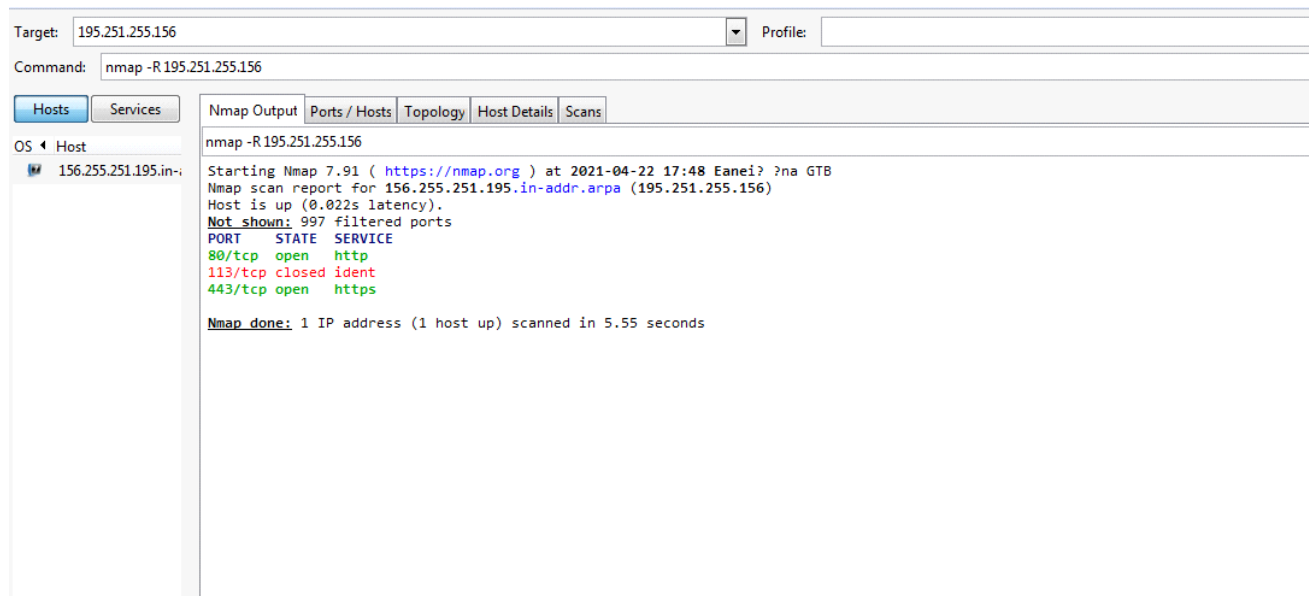 Target: 195.251.255.156 Profile:
Command: nmap -R 195.251.255.156
Hosts Services Nmap Output Ports / Hosts Topology Host Details Scans
OS Host
nmap -R 195.251.255.156
156.255.251.195.in-a
Starting Nmap 7.91 ( https://nmap.org ) at 2021-04-22 17:48 Eanei? ?na GTB
Nmap scan report for 156.255.251.195.in-addr.arpa (195.251.255.156)
Host is up (0.022s latency).
Not shown: 997 filtered ports
PORT STATE SERVICE
80/tcp open http
113/tcp closed ident
443/tcp open https
Nmap done: 1 IP address (1 host up) scanned in 5.55 seconds